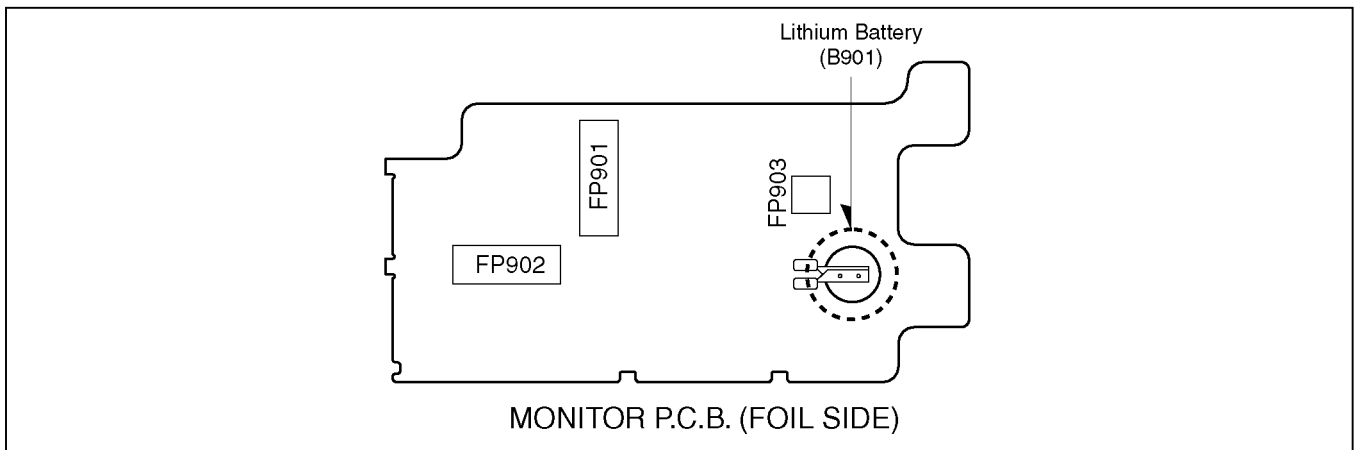 Lithium Battery
(B901)
FP901
FP903
FP902
MONITOR P.C.B. (FOIL SIDE)